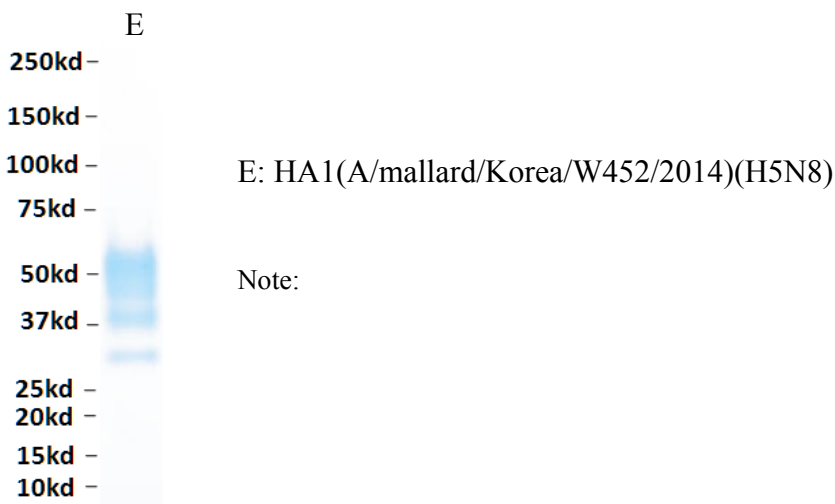 E
250kd
150kd
100kd
E: HA1(A/mallard/Korea/W452/2014)(H5N8)
75kd
50kd
Note:
37kd
25kd
20kd
15kd
10kd